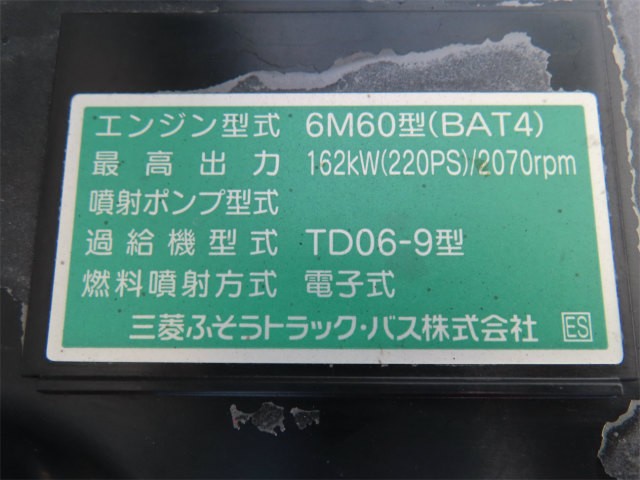 エンジン型式 6M60型(BAT4)
最高出力 162kW(220PS)/2070rpm
噴射ポンプ型式
過給機型式 TD06-9型
燃料噴射方式 電子式
三菱ふそうトラック・バス株式会社 ES